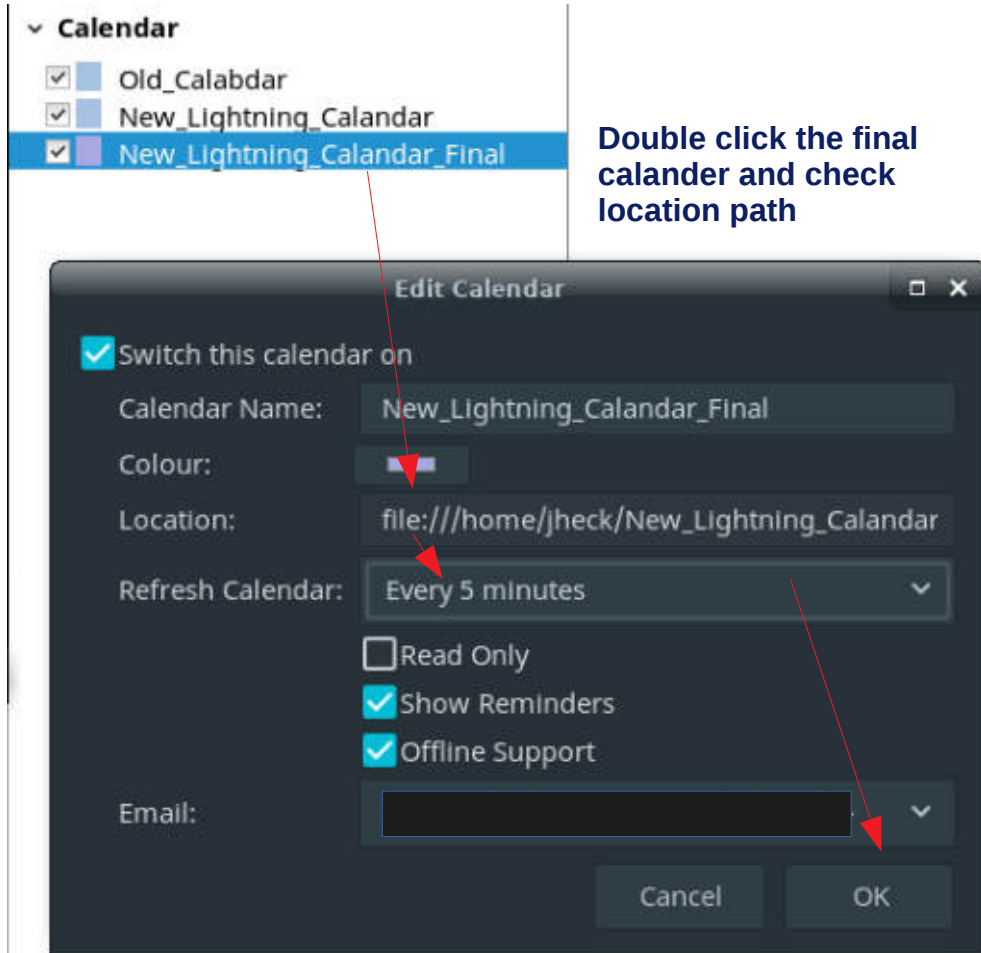 Calendar
Old_Calabdar
New_Lightning_Calandar
New_Lightning_Calandar_Final
Double click the final
calander and check
location path
Edit Calendar
Switch this calendar on
Calendar Name: New_Lightning_Calandar_Final
Colour:
Location: file:///home/jheck/New_Lightning_Calandar
Refresh Calendar: Every 5 minutes
Read Only
Show Reminders
Offline Support
Email:
Cancel OK